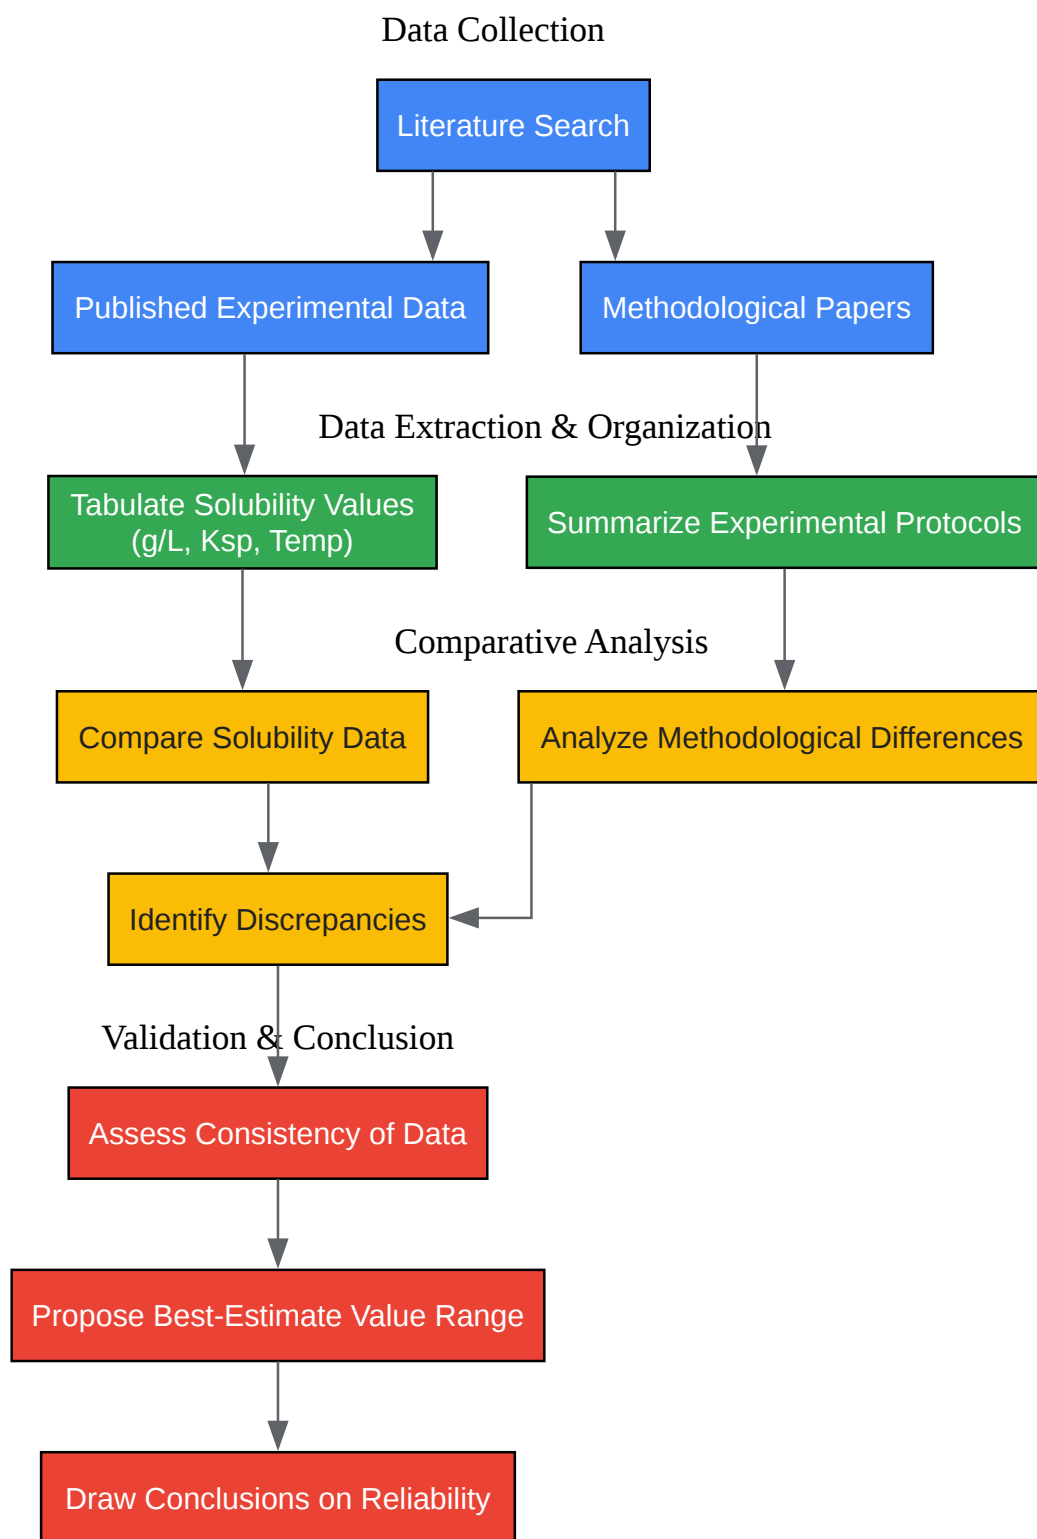 Data Collection
Literature Search
Published Experimental Data
Methodological Papers
Data Extraction & Organization
Tabulate Solubility Values
(g/L, Ksp, Temp)
Summarize Experimental Protocols
Comparative Analysis
Compare Solubility Data
Analyze Methodological Differences
Identify Discrepancies
Validation & Conclusion
Assess Consistency of Data
Propose Best-Estimate Value Range
Draw Conclusions on Reliability